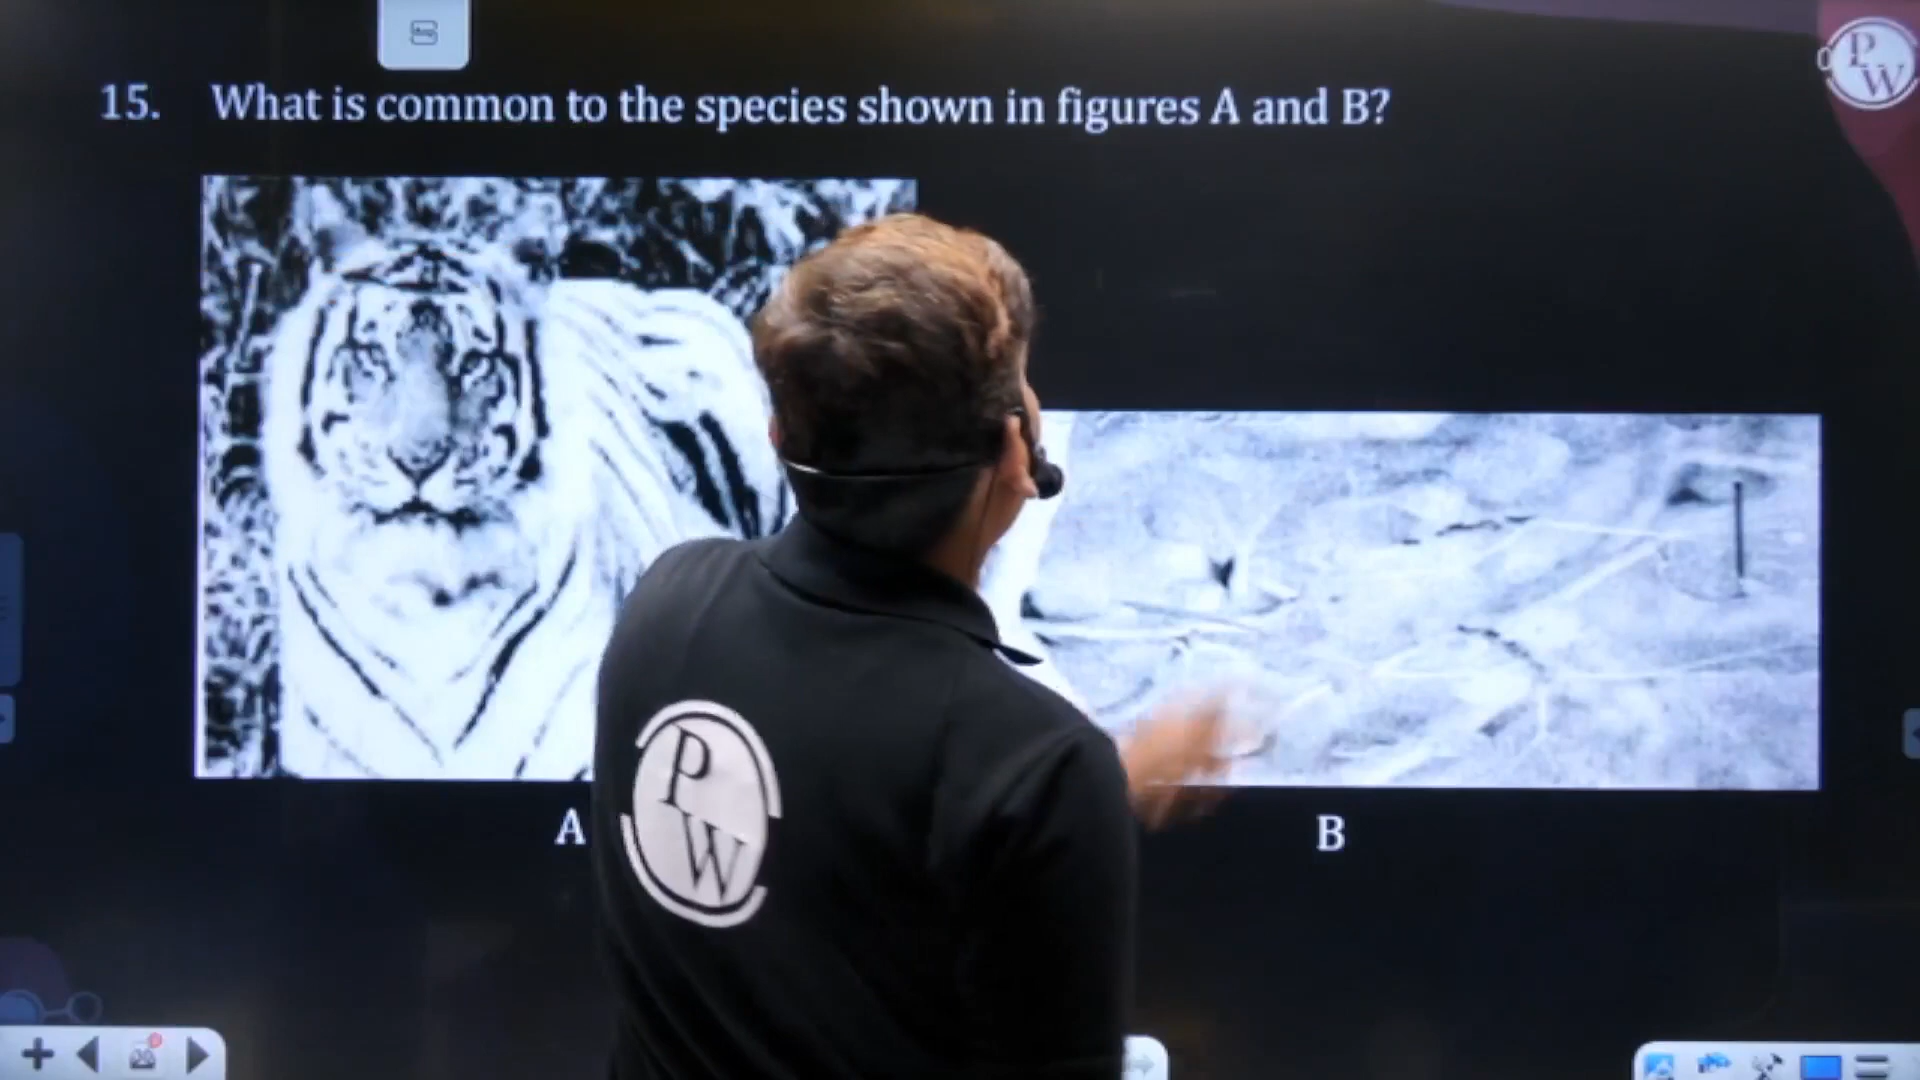 15. What is common to the species shown in figures A and B?
P
W
A
B
P
W